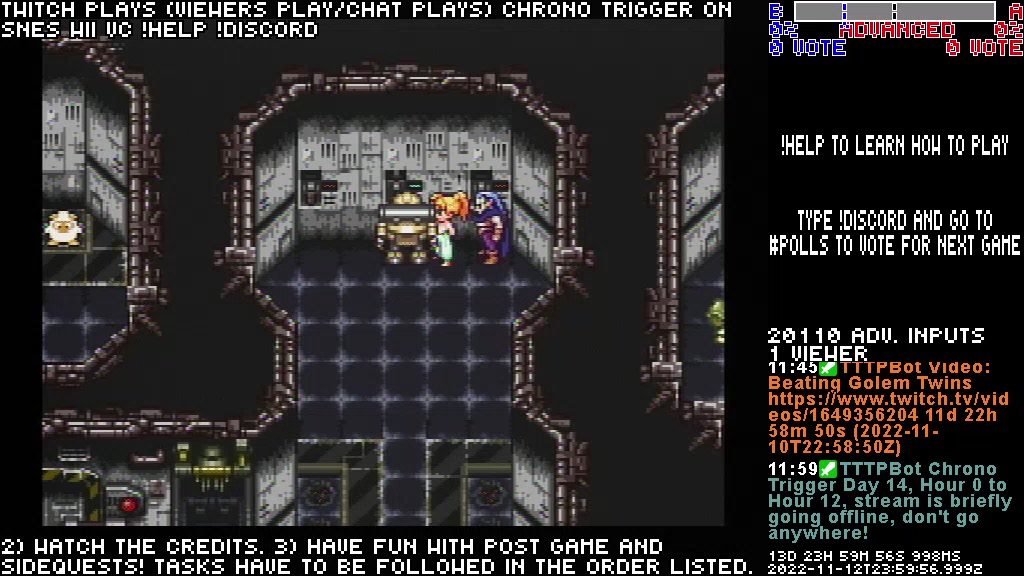 TWITCH PLAYS (VIEWERS PLAY/CHAT PLAYS) CHRONO TRIGGER ON
SNES WII VC !HELP !DISCORD
B A
0% ADVANCED 0%
0 VOTE 0 VOTE
!HELP TO LEARN HOW TO PLAY
TYPE !DISCORD AND GO TO
#POLLS TO VOTE FOR NEXT GAME
20110 ADV. INPUTS
1 VIEWER
11:45 TTTPBot Video:
Beating Golem Twins
https://www.twitch.tv/vid
eos/1649356204 11d 22h
58m 50s (2022-11-
10T22:58:50Z)
11:59 TTTPBot Chrono
Trigger Day 14, Hour 0 to
Hour 12, stream is briefly
going offline, don't go
anywhere!
2) WATCH THE CREDITS. 3) HAVE FUN WITH POST GAME AND
SIDEQUESTS! TASKS HAVE TO BE FOLLOWED IN THE ORDER LISTED.
13D 23H 59M 56S 998MS
2022-11-12T23:59:56.999Z